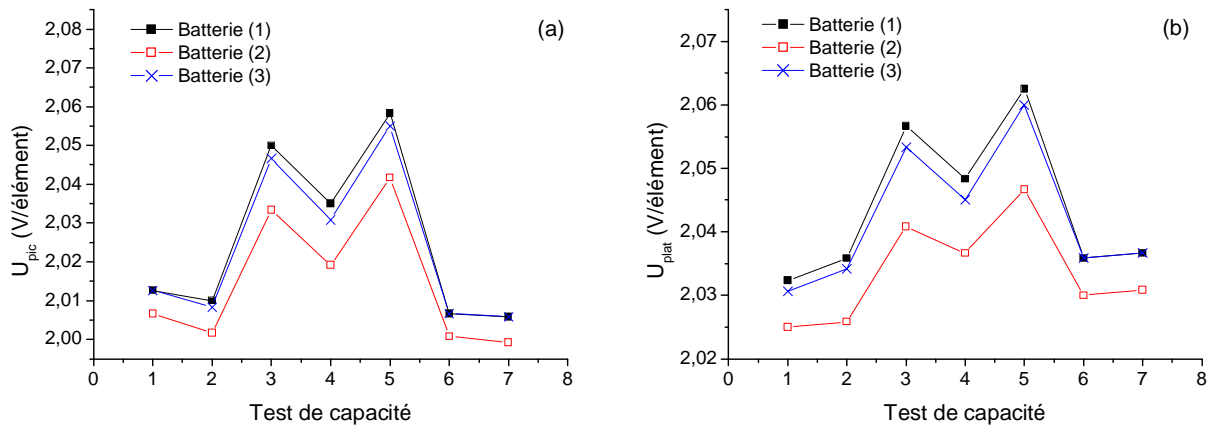 (a)
Batterie (1)
Batterie (2)
Batterie (3)
2,08
2,07
2,06
2,05
2,04
2,03
2,02
2,01
2,00
U_pic (V/élément)
0 1 2 3 4 5 6 7 8
Test de capacité
(b)
Batterie (1)
Batterie (2)
Batterie (3)
2,07
2,06
2,05
2,04
2,03
2,02
U_plat (V/élément)
0 1 2 3 4 5 6 7 8
Test de capacité